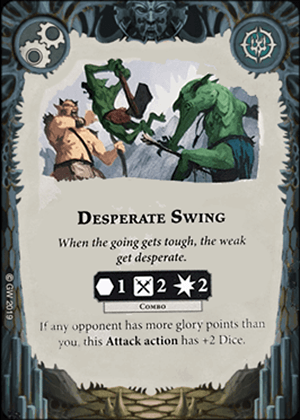 DESPERATE SWING
When the going gets tough, the weak
get desperate.
1 2 2
COMBO
If any opponent has more glory points than
you, this Attack action has +2 Dice.
© GW 2019